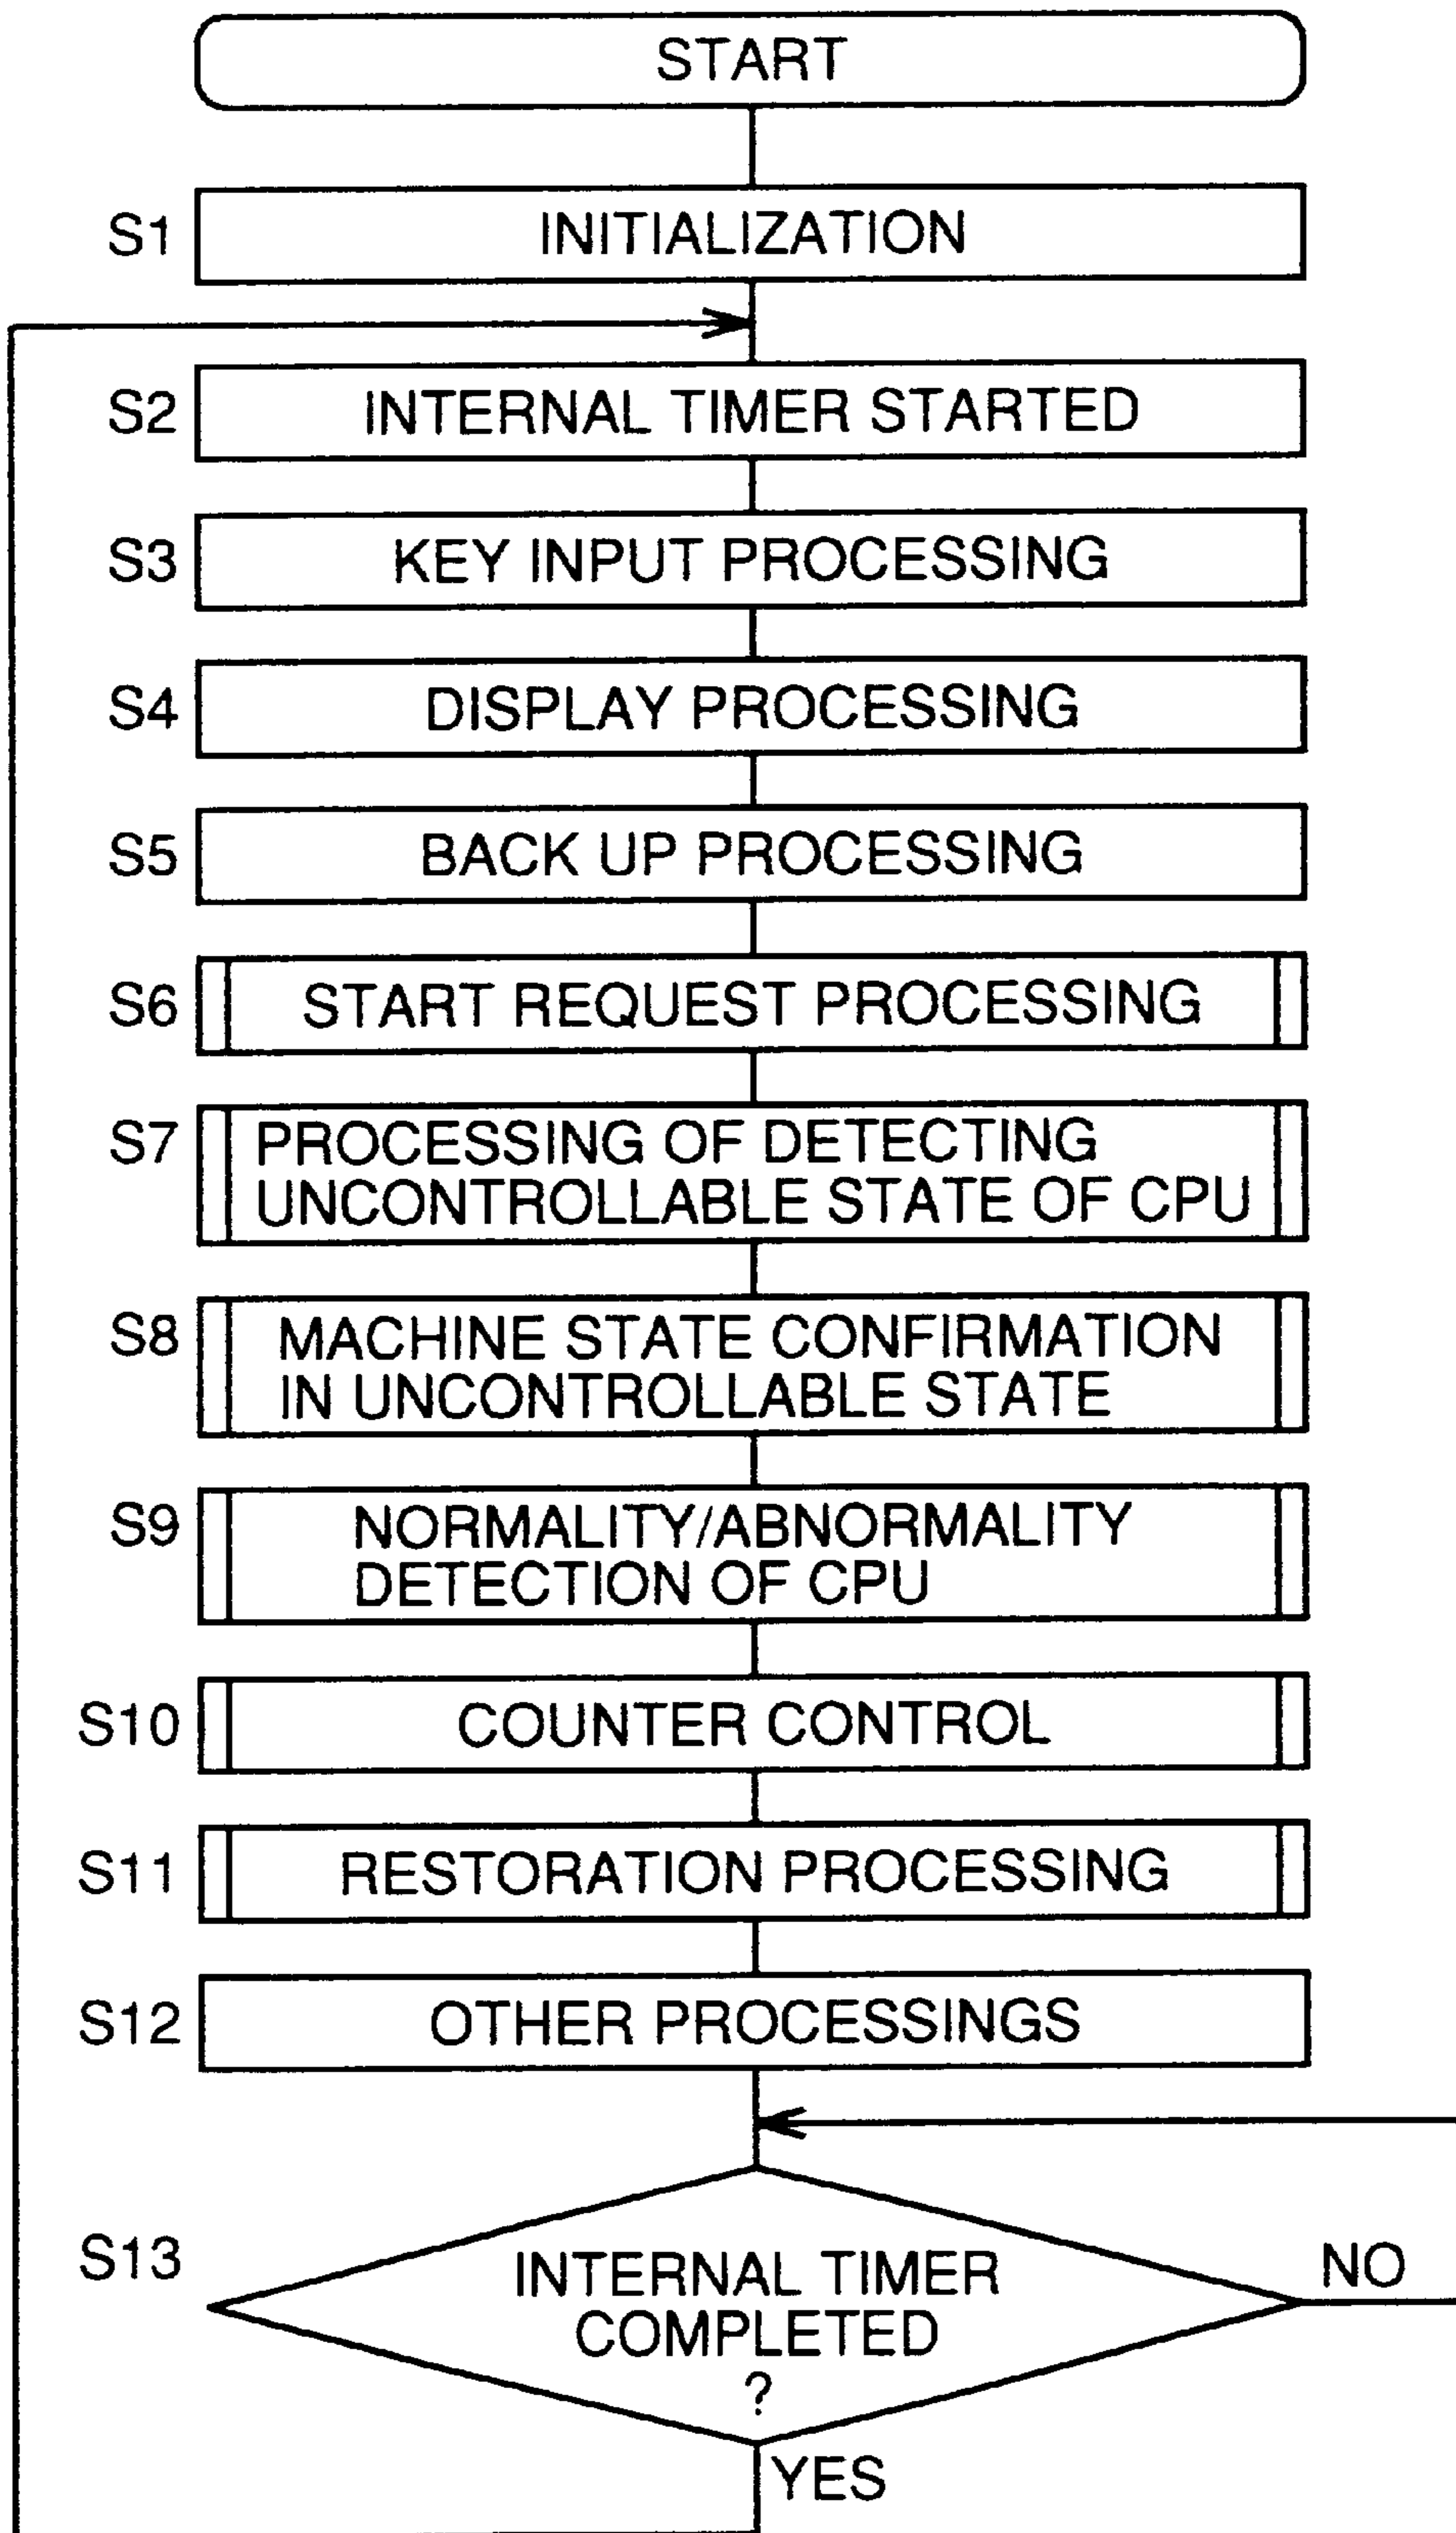 START
S1
INITIALIZATION
S2
INTERNAL TIMER STARTED
S3
KEY INPUT PROCESSING
S4
DISPLAY PROCESSING
S5
BACK UP PROCESSING
S6
START REQUEST PROCESSING
S7
PROCESSING OF DETECTING
UNCONTROLLABLE STATE OF CPU
S8
MACHINE STATE CONFIRMATION
IN UNCONTROLLABLE STATE
S9
NORMALITY/ABNORMALITY
DETECTION OF CPU
S10
COUNTER CONTROL
S11
RESTORATION PROCESSING
S12
OTHER PROCESSINGS
S13
INTERNAL TIMER
COMPLETED
?
NO
YES